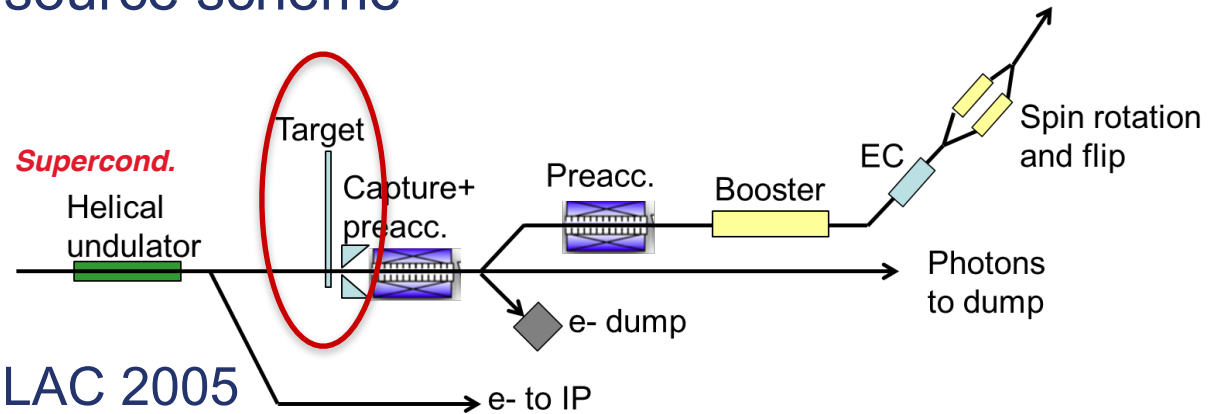 source scheme
Target
Supercond.
Helical
undulator
Capture+
preacc.
Preacc.
Booster
EC
Spin rotation
and flip
Photons
to dump
e- dump
LAC 2005
e- to IP